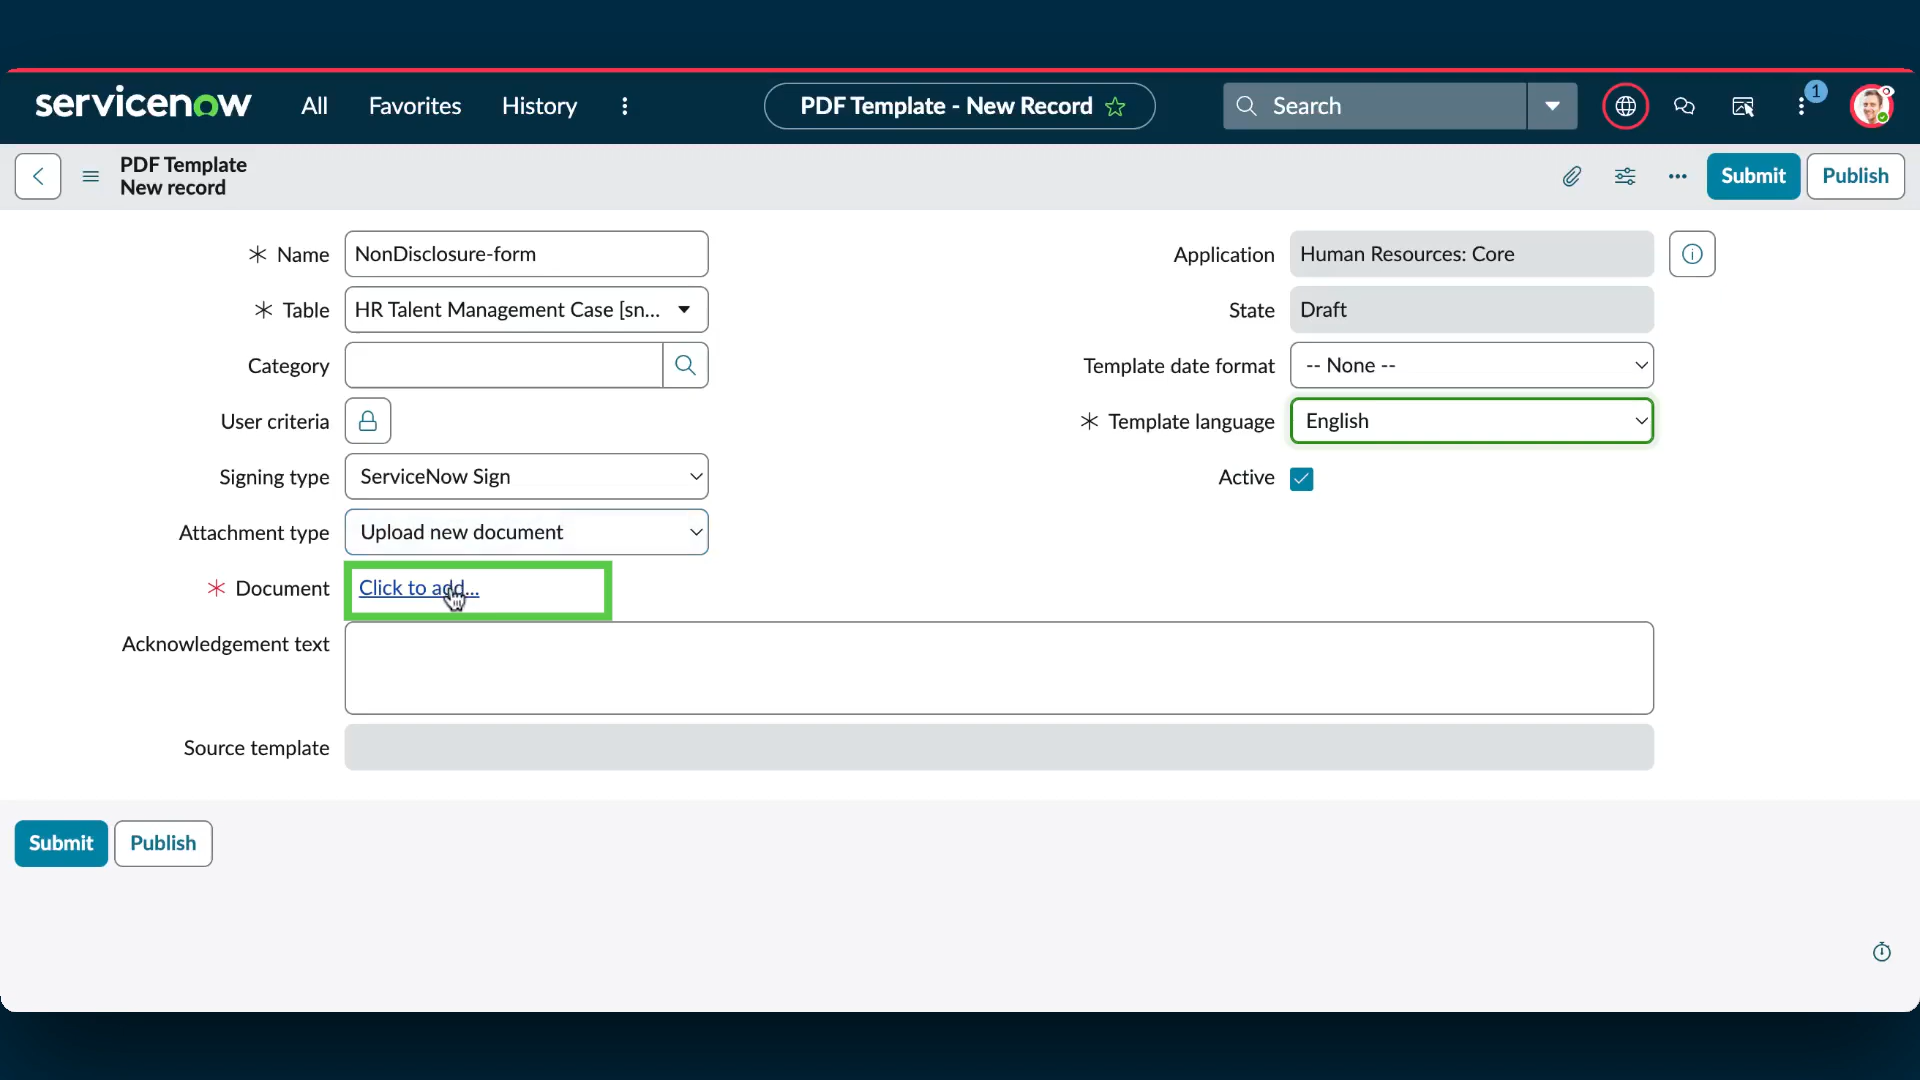 servicenow All Favorites History PDF Template - New Record Search 1
PDF Template
New record
Submit Publish
* Name NonDisclosure-form
Application Human Resources: Core
* Table HR Talent Management Case [sn...
State Draft
Category
Template date format -- None --
User criteria
* Template language English
Signing type ServiceNow Sign
Active
Attachment type Upload new document
* Document Click to add...
Acknowledgement text
Source template
Submit Publish